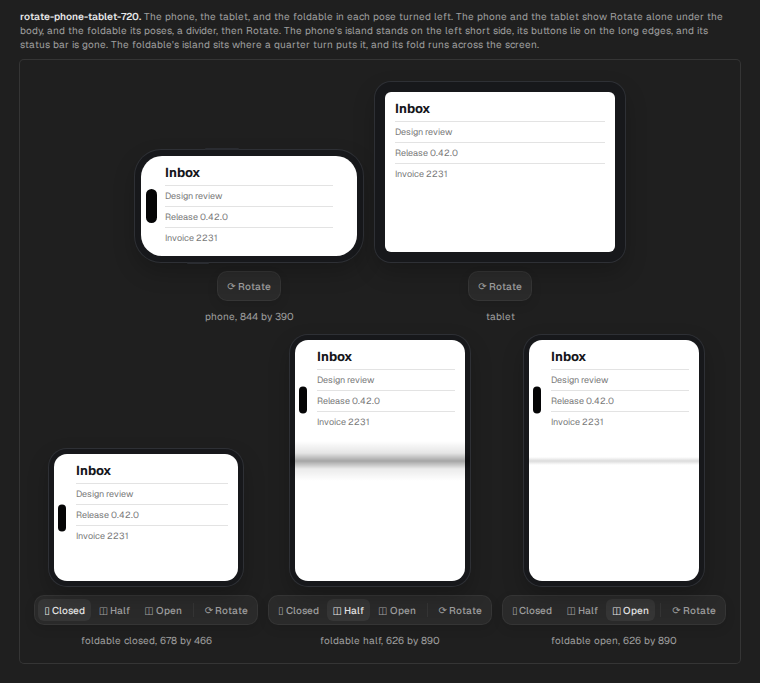 rotate-phone-tablet-720. The phone, the tablet, and the foldable in each pose turned left. The phone and the tablet show Rotate alone under the
body, and the foldable its poses, a divider, then Rotate. The phone's island stands on the left short side, its buttons lie on the long edges, and its
status bar is gone. The foldable's island sits where a quarter turn puts it, and its fold runs across the screen.
Inbox
Design review
Release 0.42.0
Invoice 2231
⟳ Rotate
phone, 844 by 390
Inbox
Design review
Release 0.42.0
Invoice 2231
⟳ Rotate
tablet
Inbox
Design review
Release 0.42.0
Invoice 2231
▯ Closed ◫ Half ◫ Open ⟳ Rotate
foldable closed, 678 by 466
Inbox
Design review
Release 0.42.0
Invoice 2231
▯ Closed ◫ Half ◫ Open ⟳ Rotate
foldable half, 626 by 890
Inbox
Design review
Release 0.42.0
Invoice 2231
▯ Closed ◫ Half ◫ Open ⟳ Rotate
foldable open, 626 by 890